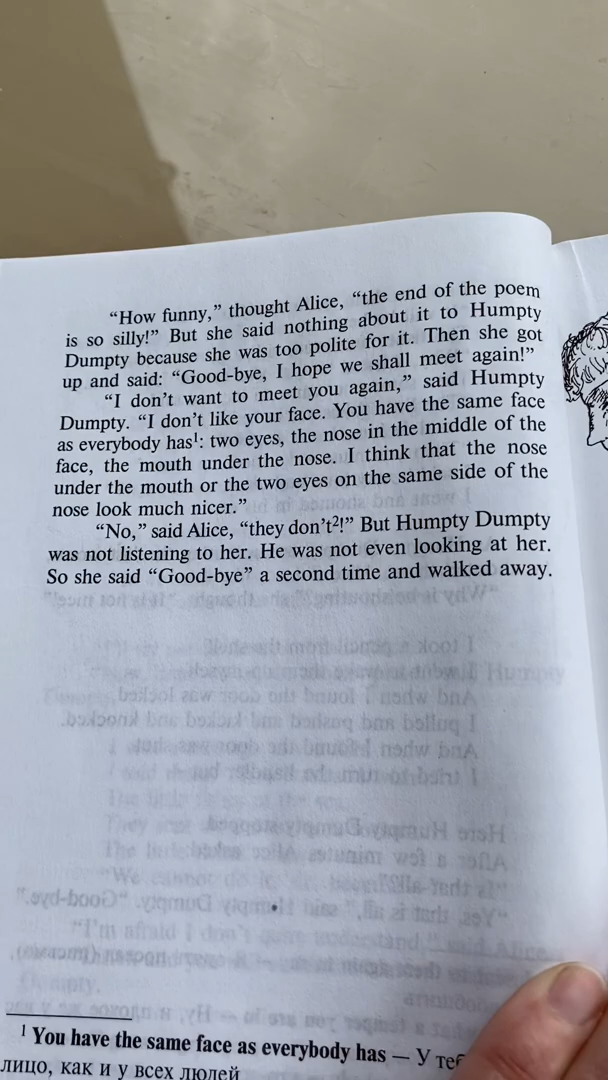 “How funny,” thought Alice, “the end of the poem
is so silly!” But she said nothing about it to Humpty
Dumpty because she was too polite for it. Then she got
up and said: “Good-bye, I hope we shall meet again!”
“I don’t want to meet you again,” said Humpty
Dumpty. “I don’t like your face. You have the same face
as everybody has¹: two eyes, the nose in the middle of the
face, the mouth under the nose. I think that the nose
under the mouth or the two eyes on the same side of the
nose look much nicer.”
“No,” said Alice, “they don’t²!” But Humpty Dumpty
was not listening to her. He was not even looking at her.
So she said “Good-bye” a second time and walked away.
¹ You have the same face as everybody has — У
лицо, как и у всех людей